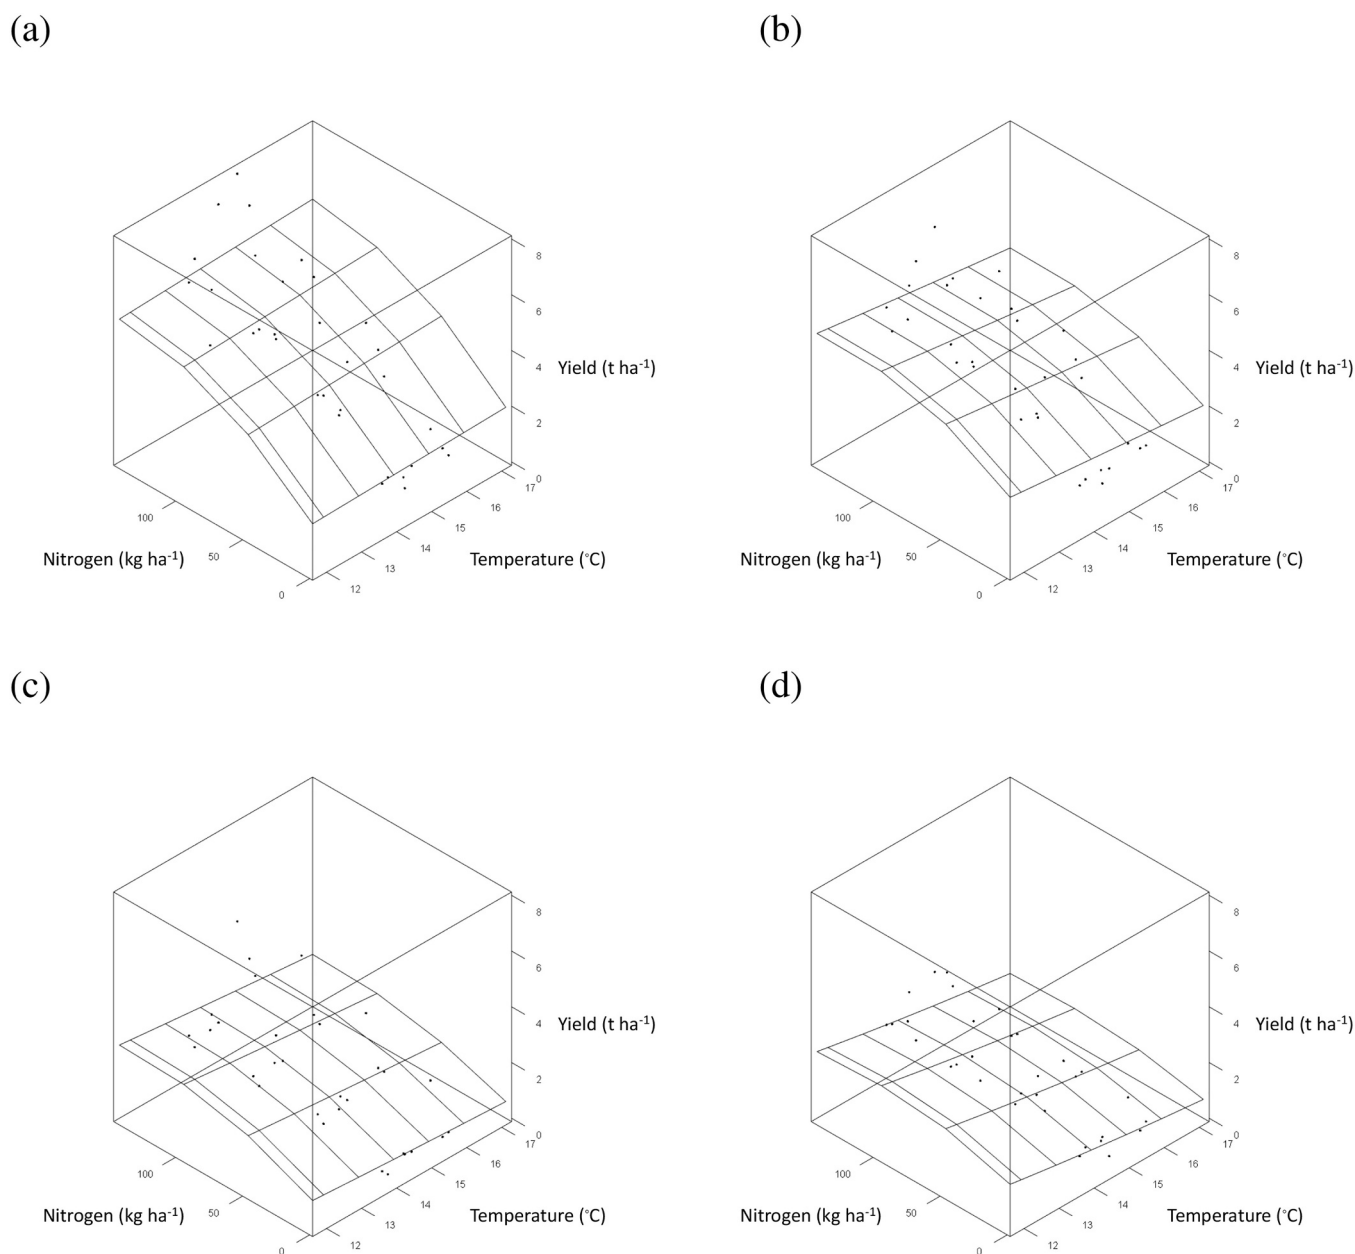 (a) (b)
8 8
6 6
Yield (t ha⁻¹) 4 Yield (t ha⁻¹) 4
2 2
0 0
17 17
16 16
100 15 100 15
14 14
Nitrogen (kg ha⁻¹) 50 13 Temperature (°C) Nitrogen (kg ha⁻¹) 50 13 Temperature (°C)
0 12 0 12
(c) (d)
8 8
6 6
Yield (t ha⁻¹) 4 Yield (t ha⁻¹) 4
2 2
0 0
17 17
16 16
100 15 100 15
14 14
Nitrogen (kg ha⁻¹) 50 13 Temperature (°C) Nitrogen (kg ha⁻¹) 50 13 Temperature (°C)
0 12 0 12